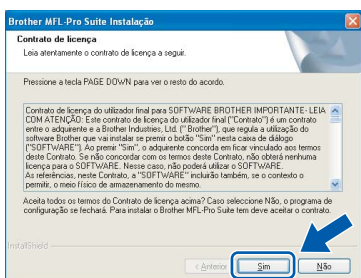 Brother MFL-Pro Suite Instalação
Contrato de licença
Leia atentamente o contrato de licença a seguir.
Pressione a tecla PAGE DOWN para ver o resto do acordo.
Contrato de licença do utilizador final para SOFTWARE BROTHER IMPORTANTE- LEIA
COM ATENÇÃO: Este contrato de licença do utilizador final ("Contrato") é um contrato
entre o adquirente e a Brother Industries, Ltd. (" Brother"), que regula a utilização do
software Brother que vai instalar se premir o botão "Sim" nesta caixa de diálogo
("SOFTWARE"). Ao premir "Sim", o adquirente concorda em ficar vinculado aos termos
deste Contrato. Se não concordar com os termos deste Contrato, não obterá nenhuma
licença para o SOFTWARE. Nesse caso, não poderá utilizar o SOFTWARE.
As referências, neste Contrato, a "SOFTWARE" incluirão também, se o contexto o
permitir, o meio físico de armazenamento do mesmo.
Aceita todos os termos do Contrato de licença acima? Caso seleccione Não, o programa de
configuração se fechará. Para instalar o Brother MFL-Pro Suite tem deve aceitar o contrato.
InstallShield
< Anterior
Sim
Não